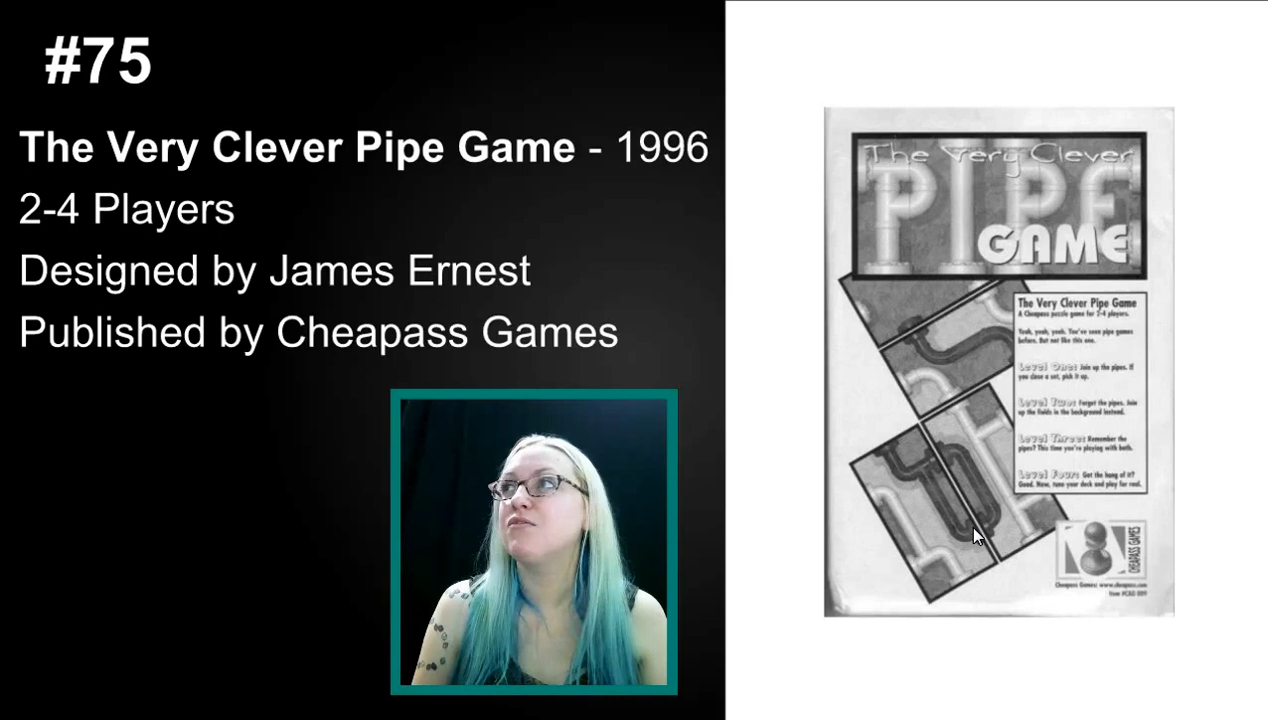 #75
The Very Clever Pipe Game - 1996
2-4 Players
Designed by James Ernest
Published by Cheapass Games
The Very Clever
PIPE
GAME
The Very Clever Pipe Game
A Cheapass puzzle game for 2-4 players.
Yeah, yeah, yeah. You've seen pipe games
before. But not like this one.
Level One: Join up the pipes. If
you close a set, pick it up.
Level Two: Forget the pipes. Join
up the fields in the background instead.
Level Three: Remember the
pipes? This time you're playing with both.
Level Four: Got the hang of it?
Good. Now, tune your deck and play for real.
CHEAPASS GAMES
Cheapass Games: www.cheapass.com
Item #CAG 009